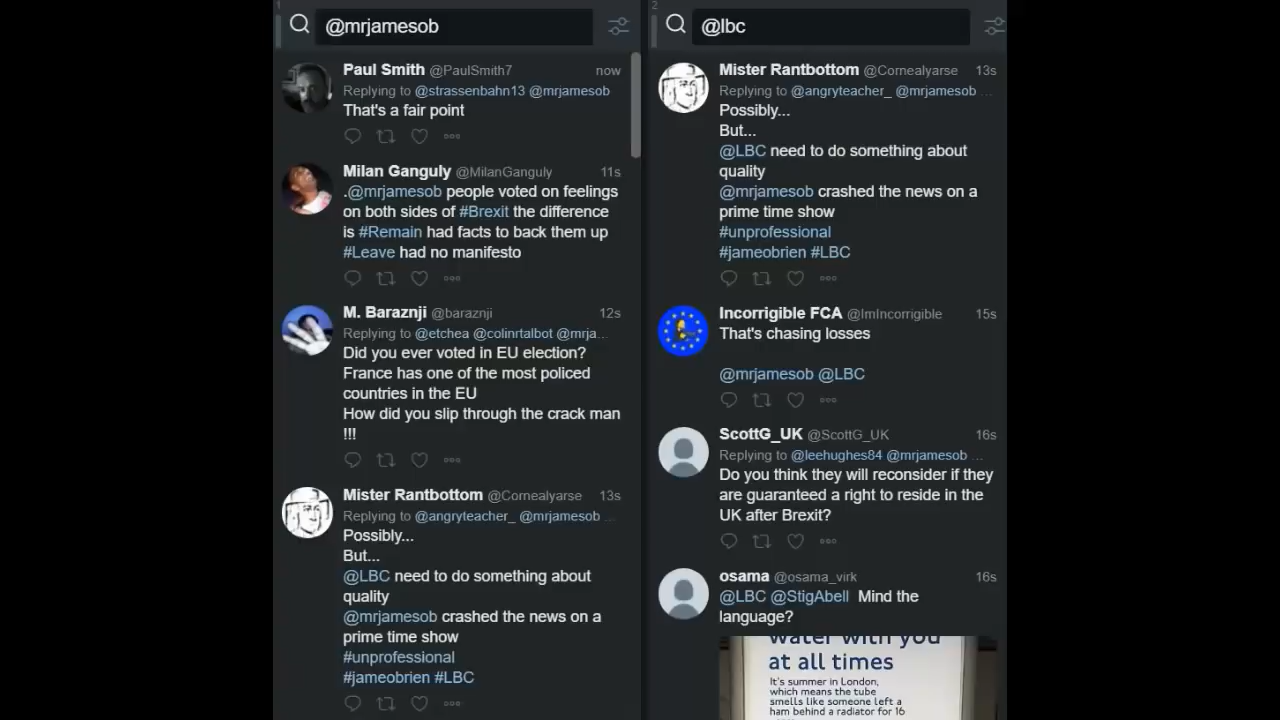 1
@mrjamesob
Paul Smith @PaulSmith7 now
Replying to @strassenbahn13 @mrjamesob
That's a fair point
Milan Ganguly @MilanGanguly 11s
.@mrjamesob people voted on feelings
on both sides of #Brexit the difference
is #Remain had facts to back them up
#Leave had no manifesto
M. Baraznji @baraznji 12s
Replying to @etchea @colinrtalbot @mrja...
Did you ever voted in EU election?
France has one of the most policed
countries in the EU
How did you slip through the crack man
!!!
Mister Rantbottom @Cornealyarse 13s
Replying to @angryteacher_ @mrjamesob ...
Possibly...
But...
@LBC need to do something about
quality
@mrjamesob crashed the news on a
prime time show
#unprofessional
#jameobrien #LBC
2
@lbc
Mister Rantbottom @Cornealyarse 13s
Replying to @angryteacher_ @mrjamesob ...
Possibly...
But...
@LBC need to do something about
quality
@mrjamesob crashed the news on a
prime time show
#unprofessional
#jameobrien #LBC
Incorrigible FCA @ImIncorrigible 15s
That's chasing losses
@mrjamesob @LBC
ScottG_UK @ScottG_UK 16s
Replying to @leehughes84 @mrjamesob ...
Do you think they will reconsider if they
are guaranteed a right to reside in the
UK after Brexit?
osama @osama_virk 16s
@LBC @StigAbell Mind the
language?
water with you
at all times
It's summer in London,
which means the tube
smells like someone left a
ham behind a radiator for 16